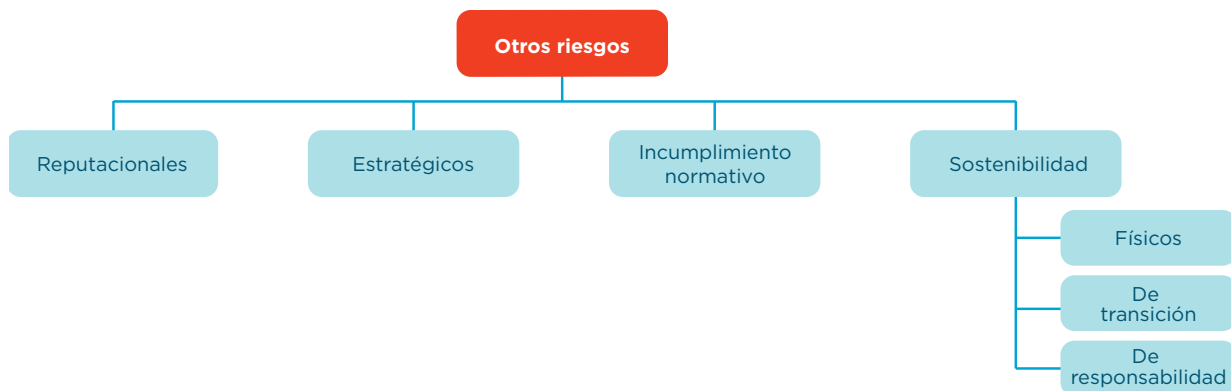 Otros riesgos
Reputacionales
Estratégicos
Incumplimiento
normativo
Sostenibilidad
Físicos
De
transición
De
responsabilidad